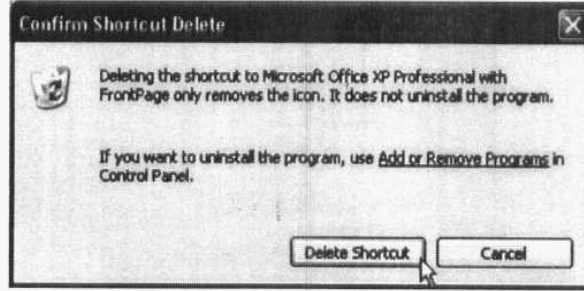 Confirm Shortcut Delete
Deleting the shortcut to Microsoft Office XP Professional with
FrontPage only removes the icon. It does not uninstall the program.
If you want to uninstall the program, use Add or Remove Programs in
Control Panel.
Delete Shortcut Cancel